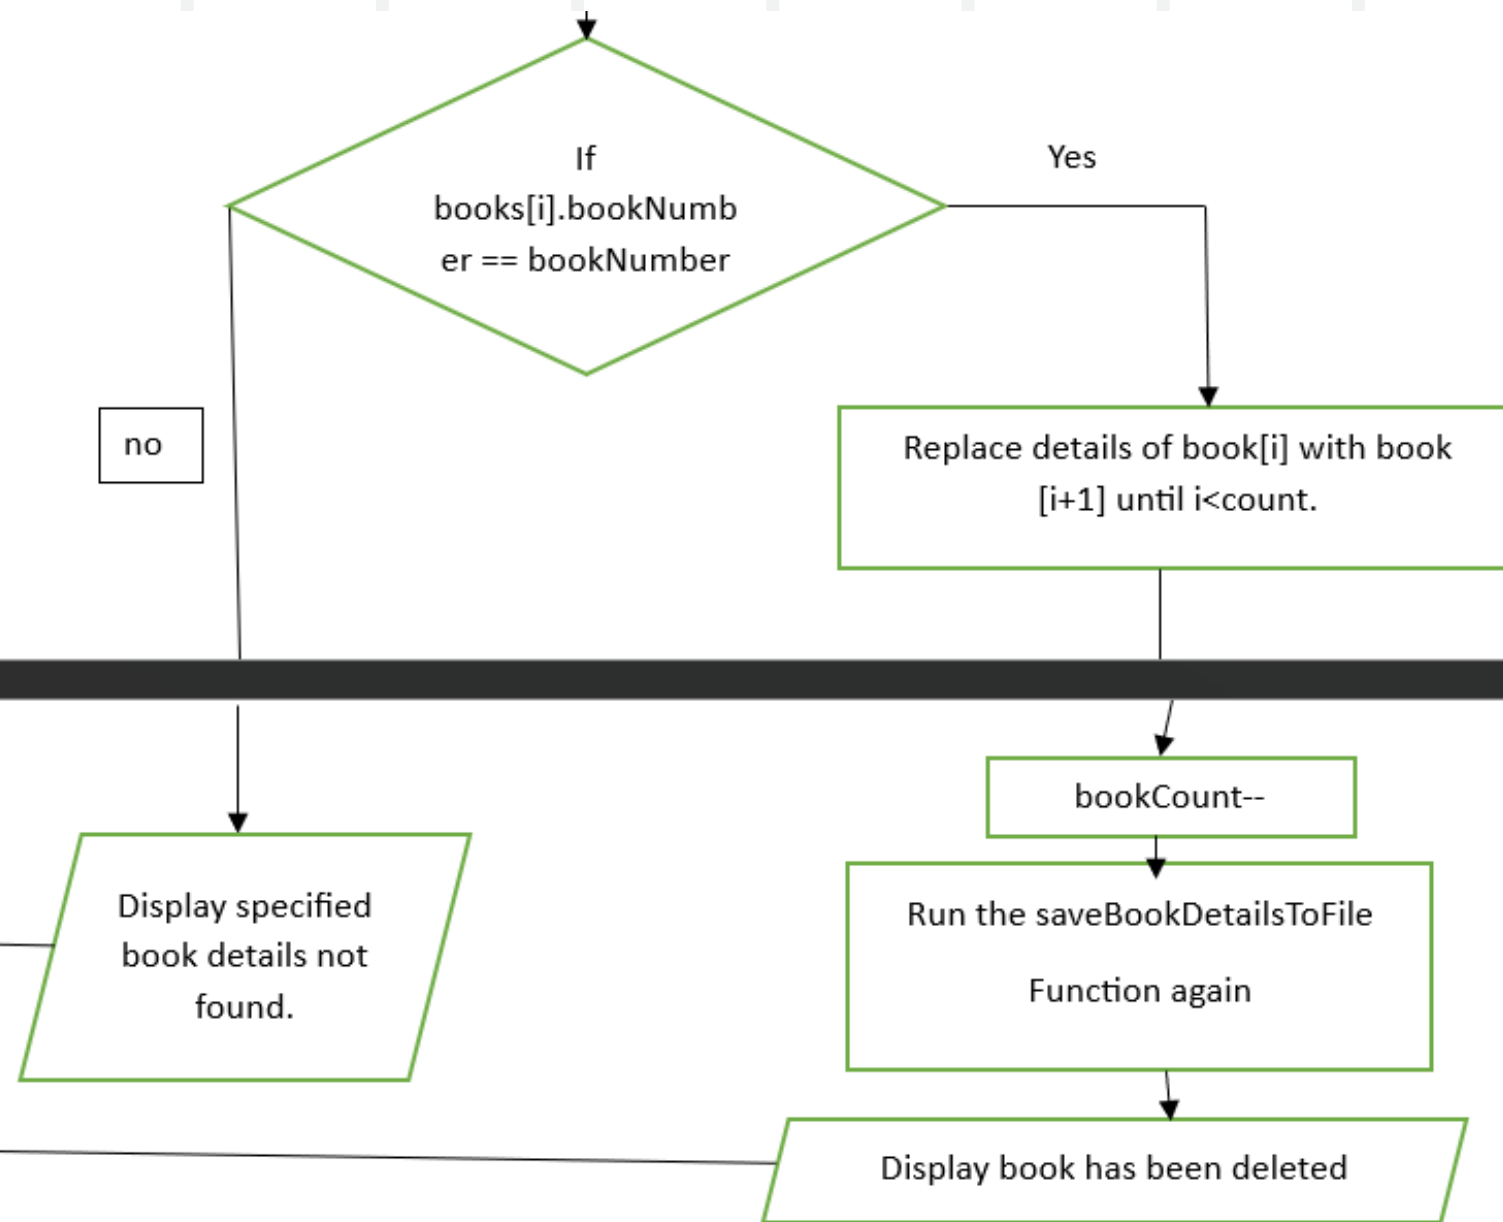 If
books[i].bookNumb
er == bookNumber
Yes
no
Replace details of book[i] with book
[i+1] until i<count.
bookCount--
Display specified
book details not
found.
Run the saveBookDetailsToFile
Function again
Display book has been deleted